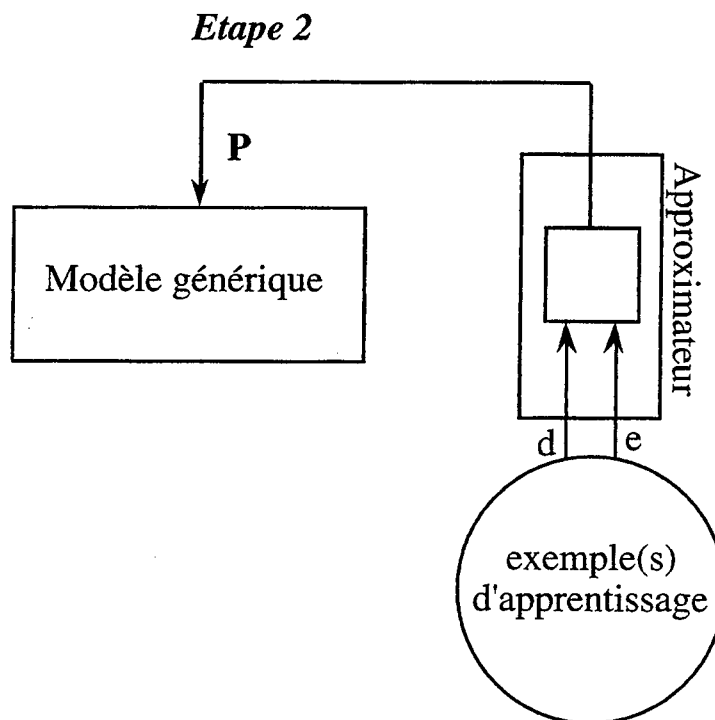 Etape 2
P
Modèle générique
Approximateur
d e
exemple(s)
d'apprentissage